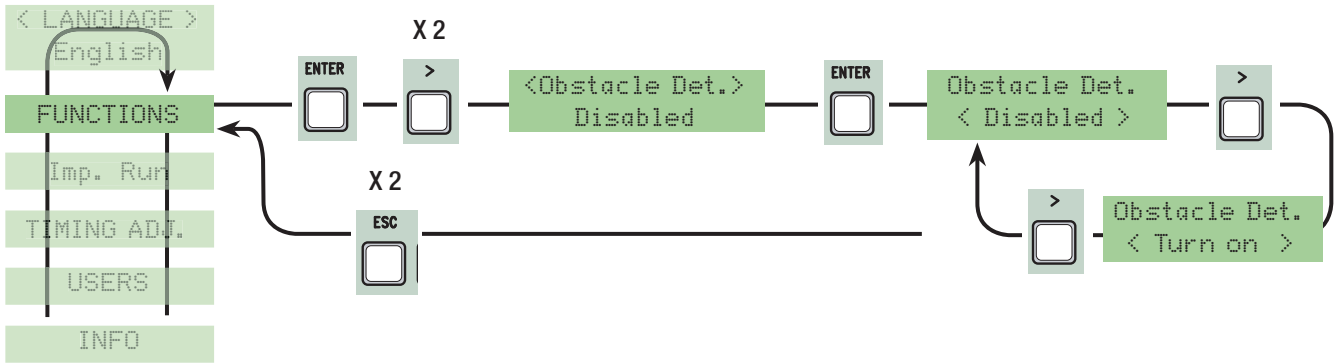 < LANGUAGE >
English
FUNCTIONS
Imp. Run
TIMING ADJ.
USERS
INFO
ENTER
X 2
>
<Obstacle Det.>
Disabled
ENTER
Obstacle Det.
< Disabled >
>
Obstacle Det.
< Turn on >
>
X 2
ESC